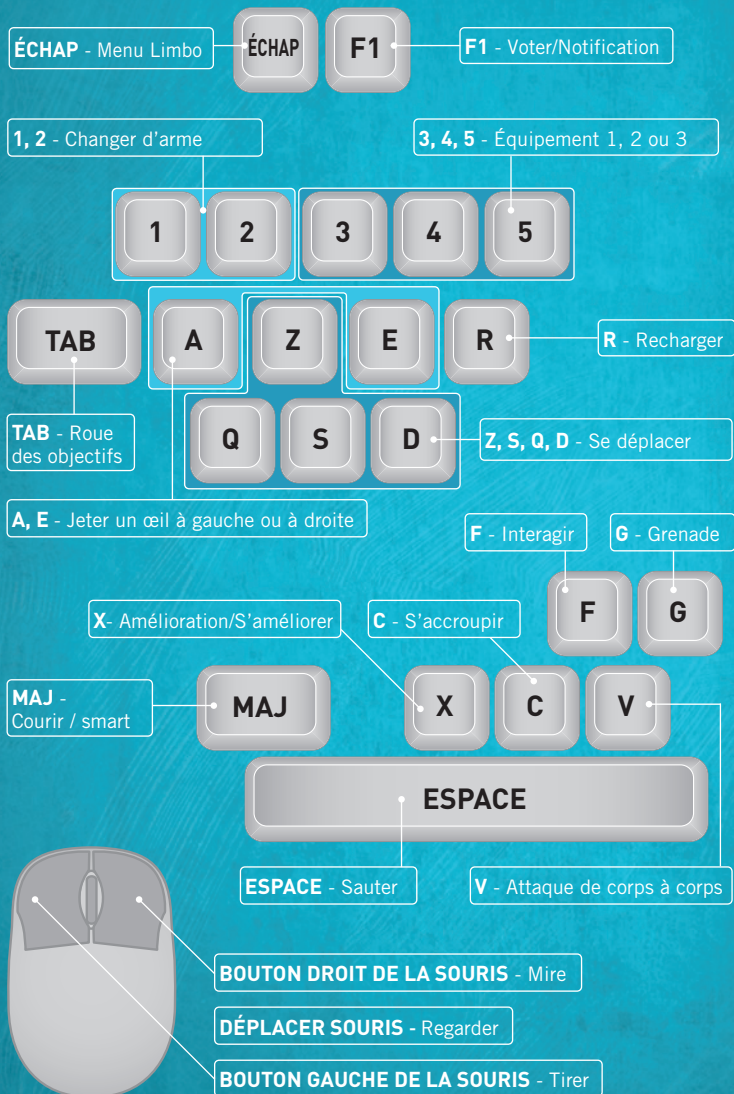 ÉCHAP - Menu Limbo
ÉCHAP
F1
F1 - Voter/Notification
1, 2 - Changer d'arme
3, 4, 5 - Équipement 1, 2 ou 3
1
2
3
4
5
TAB
A
Z
E
R
R - Recharger
TAB - Roue
des objectifs
Q
S
D
Z, S, Q, D - Se déplacer
A, E - Jeter un œil à gauche ou à droite
F - Interagir
G - Grenade
F
G
X- Amélioration/S'améliorer
C - S'accroupir
MAJ -
Courir / smart
MAJ
X
C
V
ESPACE
ESPACE - Sauter
V - Attaque de corps à corps
BOUTON DROIT DE LA SOURIS - Mire
DÉPLACER SOURIS - Regarder
BOUTON GAUCHE DE LA SOURIS - Tirer